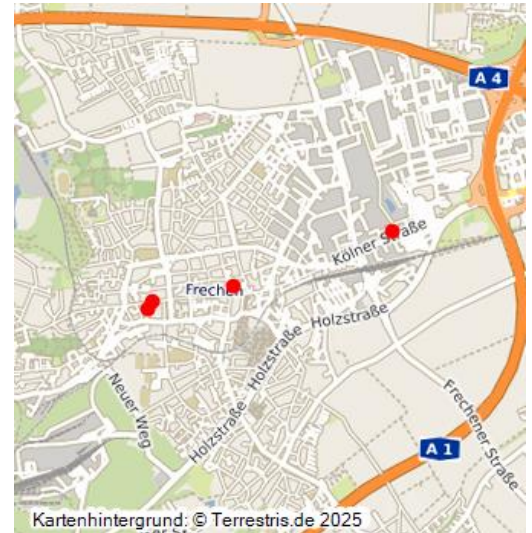 A 4
Kölner Straße
Frechen
Holzstraße
Holzstraße
Holzstraße
Neuer Weg
Frechener Straße
A 1
Kartenhintergrund: © Terrestris.de 2025